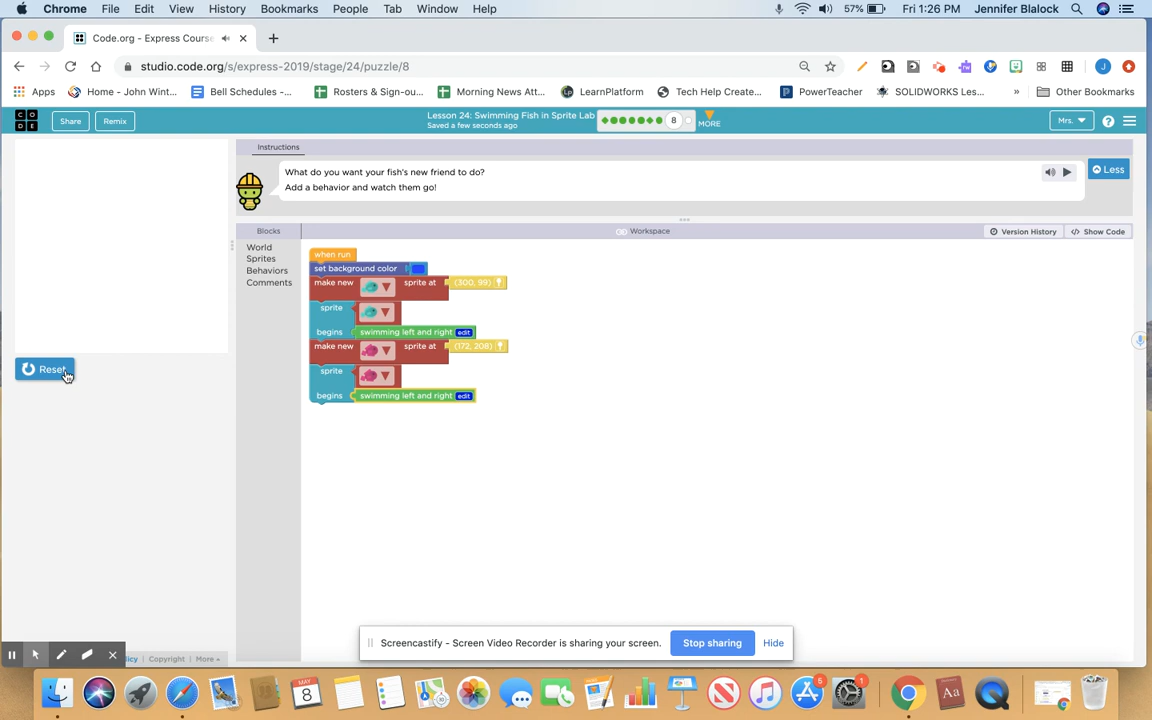 Chrome File Edit View History Bookmarks People Tab Window Help 57% Fri 1:26 PM Jennifer Blalock
Code.org - Express Course
studio.code.org/s/express-2019/stage/24/puzzle/8
Apps Home - John Wint... Bell Schedules -... Rosters & Sign-ou... Morning News Att... LearnPlatform Tech Help Create... PowerTeacher SOLIDWORKS Les... » Other Bookmarks
C O D E Share Remix Lesson 24: Swimming Fish in Sprite Lab 8 MORE Mrs.
Saved a few seconds ago
Instructions
What do you want your fish's new friend to do?
Add a behavior and watch them go!
Less
Blocks Workspace Version History </> Show Code
World
Sprites
Behaviors
Comments
when run
set background color
make new sprite at (300, 99)
sprite
begins swimming left and right edit
make new sprite at (172, 208)
sprite
begins swimming left and right edit
Reset
Screencastify - Screen Video Recorder is sharing your screen. Stop sharing Hide
Copyright | More
MAY
8
5
1
Aa